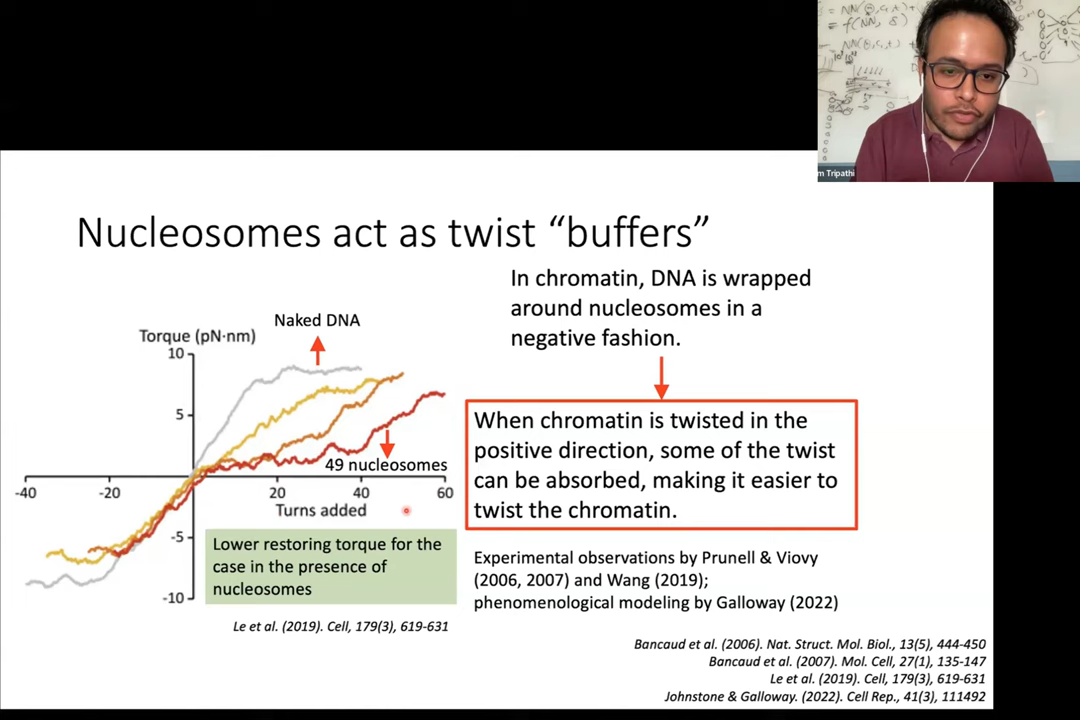 NN(
= f(NN,
NN(
m Tripathi
Nucleosomes act as twist “buffers”
In chromatin, DNA is wrapped
around nucleosomes in a
negative fashion.
Naked DNA
Torque (pN·nm)
10
5
-5
-10
-40
-20
20
40
60
Turns added
49 nucleosomes
When chromatin is twisted in the
positive direction, some of the twist
can be absorbed, making it easier to
twist the chromatin.
Lower restoring torque for the
case in the presence of
nucleosomes
Le et al. (2019). Cell, 179(3), 619-631
Experimental observations by Prunell & Viovy
(2006, 2007) and Wang (2019);
phenomenological modeling by Galloway (2022)
Bancaud et al. (2006). Nat. Struct. Mol. Biol., 13(5), 444-450
Bancaud et al. (2007). Mol. Cell, 27(1), 135-147
Le et al. (2019). Cell, 179(3), 619-631
Johnstone & Galloway. (2022). Cell Rep., 41(3), 111492